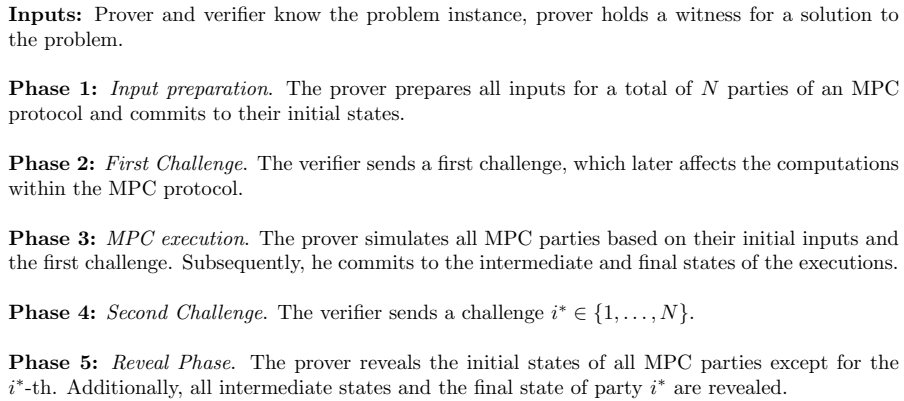 Inputs: Prover and verifier know the problem instance, prover holds a witness for a solution to
the problem.
Phase 1: Input preparation. The prover prepares all inputs for a total of N parties of an MPC
protocol and commits to their initial states.
Phase 2: First Challenge. The verifier sends a first challenge, which later affects the computations
within the MPC protocol.
Phase 3: MPC execution. The prover simulates all MPC parties based on their initial inputs and
the first challenge. Subsequently, he commits to the intermediate and final states of the executions.
Phase 4: Second Challenge. The verifier sends a challenge i* ∈ {1, . . . , N}.
Phase 5: Reveal Phase. The prover reveals the initial states of all MPC parties except for the
i*-th. Additionally, all intermediate states and the final state of party i* are revealed.